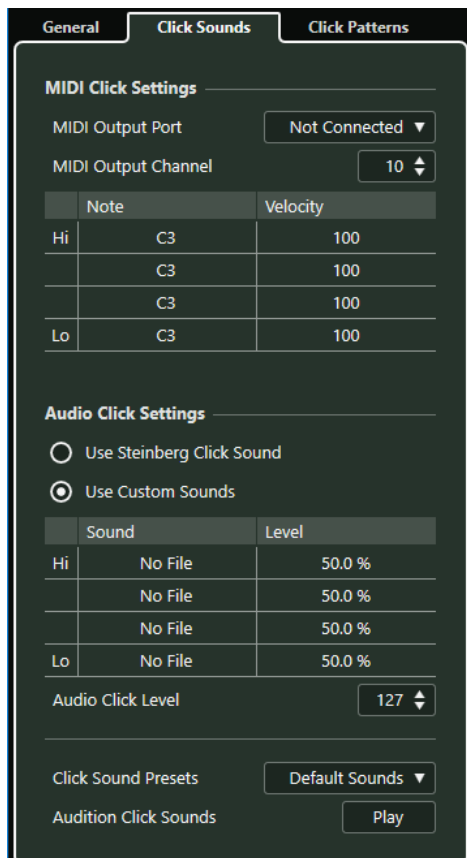 General Click Sounds Click Patterns
MIDI Click Settings
MIDI Output Port Not Connected
MIDI Output Channel 10
Note Velocity
Hi C3 100
C3 100
C3 100
Lo C3 100
Audio Click Settings
Use Steinberg Click Sound
Use Custom Sounds
Sound Level
Hi No File 50.0 %
No File 50.0 %
No File 50.0 %
Lo No File 50.0 %
Audio Click Level 127
Click Sound Presets Default Sounds
Audition Click Sounds Play